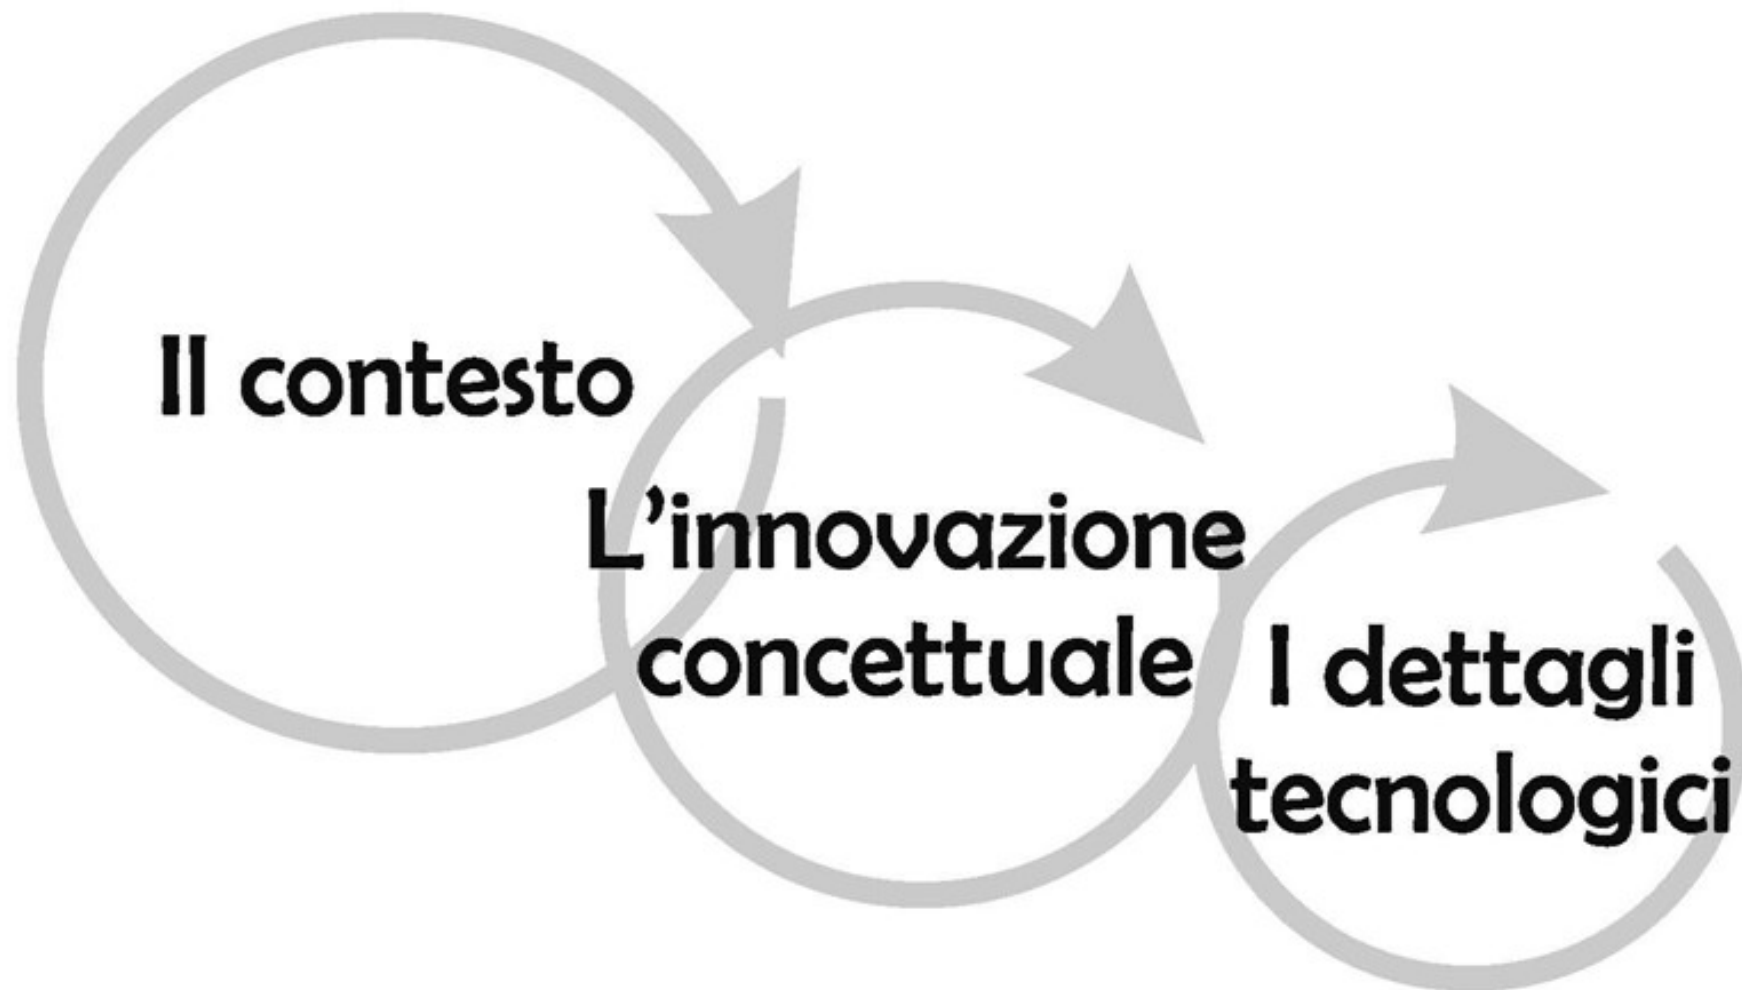 Il contesto
L'innovazione
concettuale
I dettagli
tecnologici